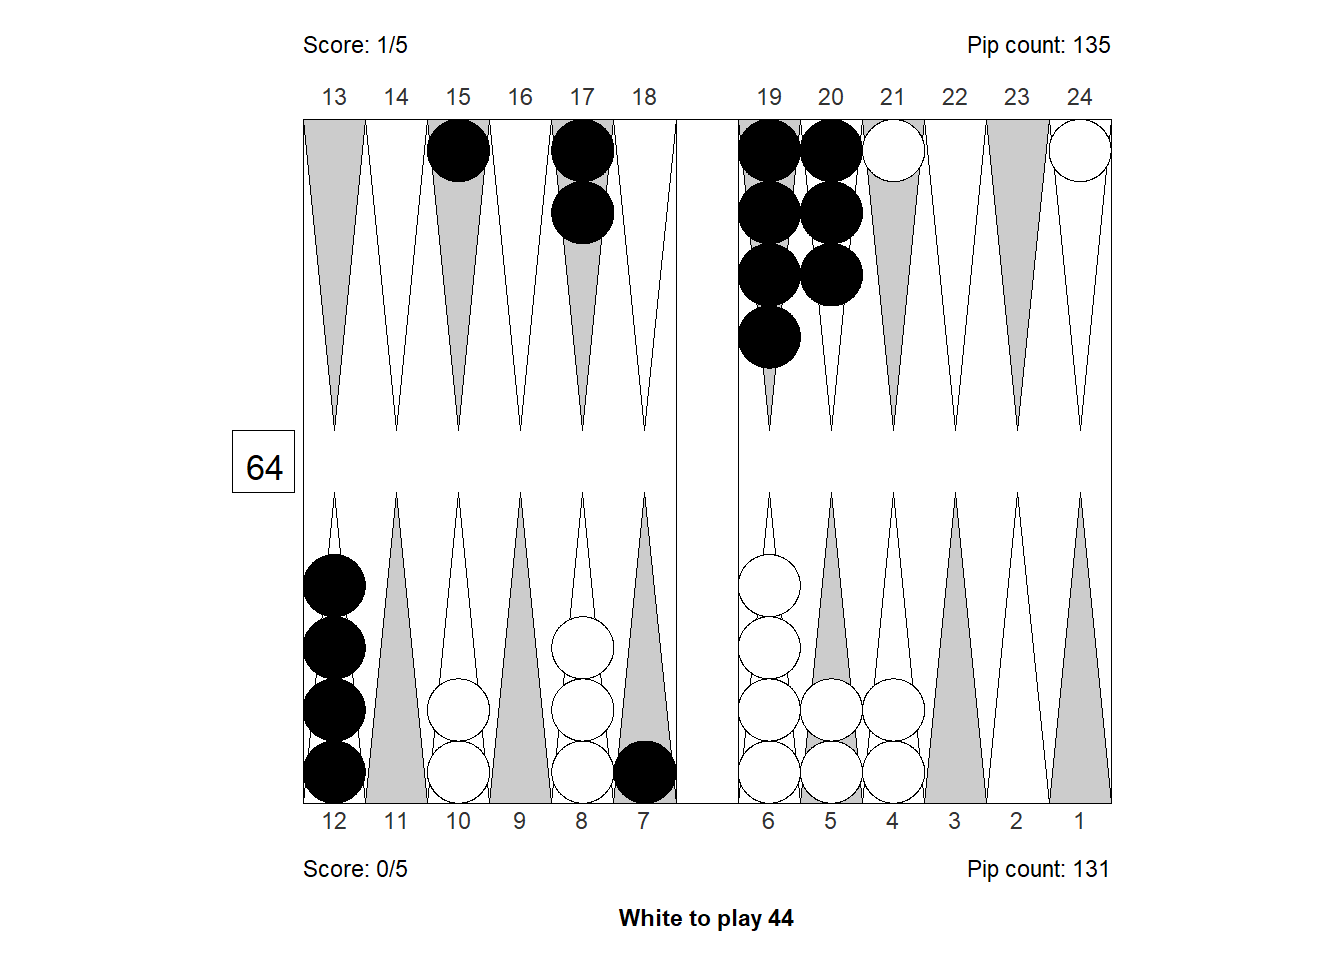 Score: 1/5 Pip count: 135
13 14 15 16 17 18 19 20 21 22 23 24
64
12 11 10 9 8 7 6 5 4 3 2 1
Score: 0/5 Pip count: 131
White to play 44